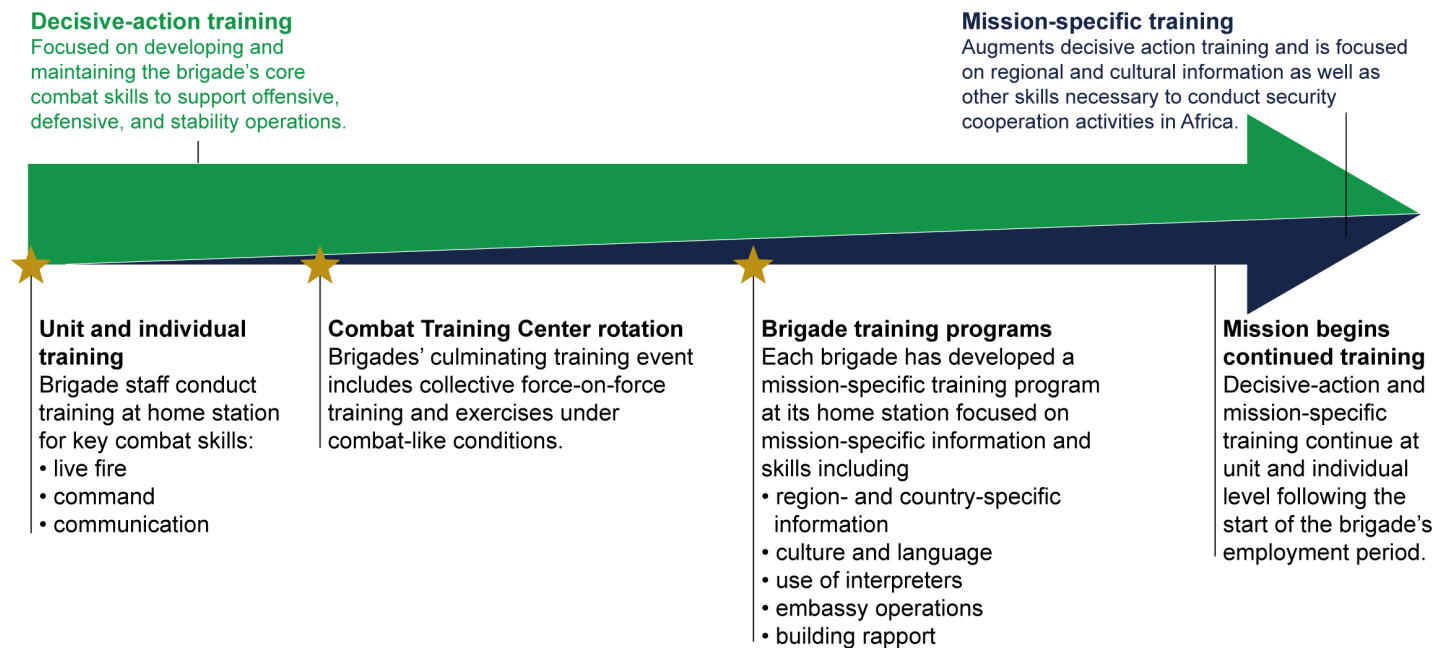 Decisive-action training
Focused on developing and
maintaining the brigade's core
combat skills to support offensive,
defensive, and stability operations.
Mission-specific training
Augments decisive action training and is focused
on regional and cultural information as well as
other skills necessary to conduct security
cooperation activities in Africa.
Unit and individual
training
Brigade staff conduct
training at home station
for key combat skills:
• live fire
• command
• communication
Combat Training Center rotation
Brigades' culminating training event
includes collective force-on-force
training and exercises under
combat-like conditions.
Brigade training programs
Each brigade has developed a
mission-specific training program
at its home station focused on
mission-specific information and
skills including
• region- and country-specific
information
• culture and language
• use of interpreters
• embassy operations
• building rapport
Mission begins
continued training
Decisive-action and
mission-specific
training continue at
unit and individual
level following the
start of the brigade's
employment period.